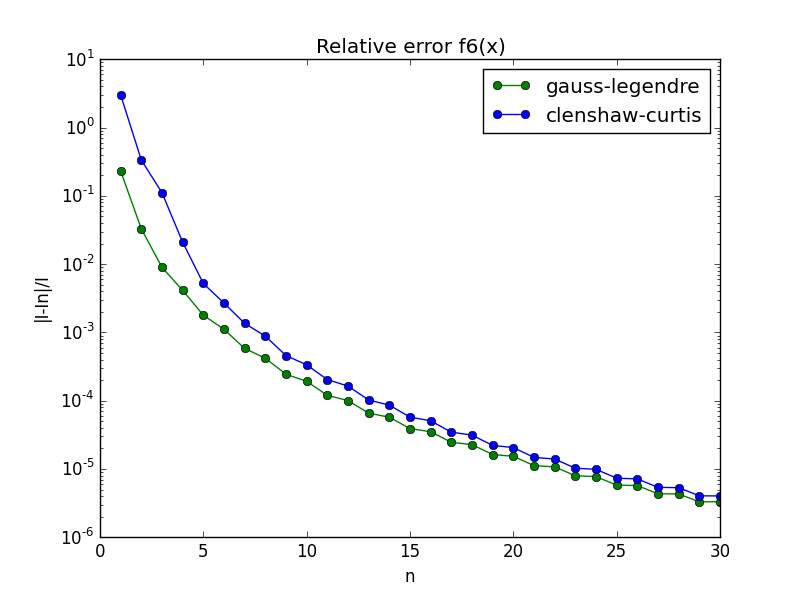 Relative error f6(x)
10^1
10^0
10^-1
10^-2
10^-3
10^-4
10^-5
10^-6
|I-In|/I
gauss-legendre
clenshaw-curtis
0 5 10 15 20 25 30
n